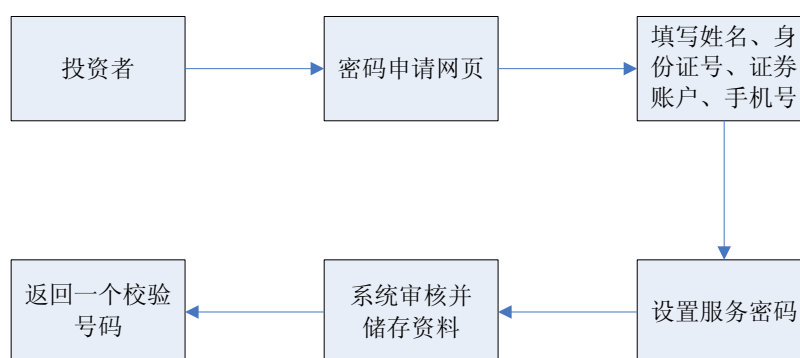 投资者
密码申请网页
填写姓名、身
份证号、证券
账户、手机号
设置服务密码
系统审核并
储存资料
返回一个校验
号码